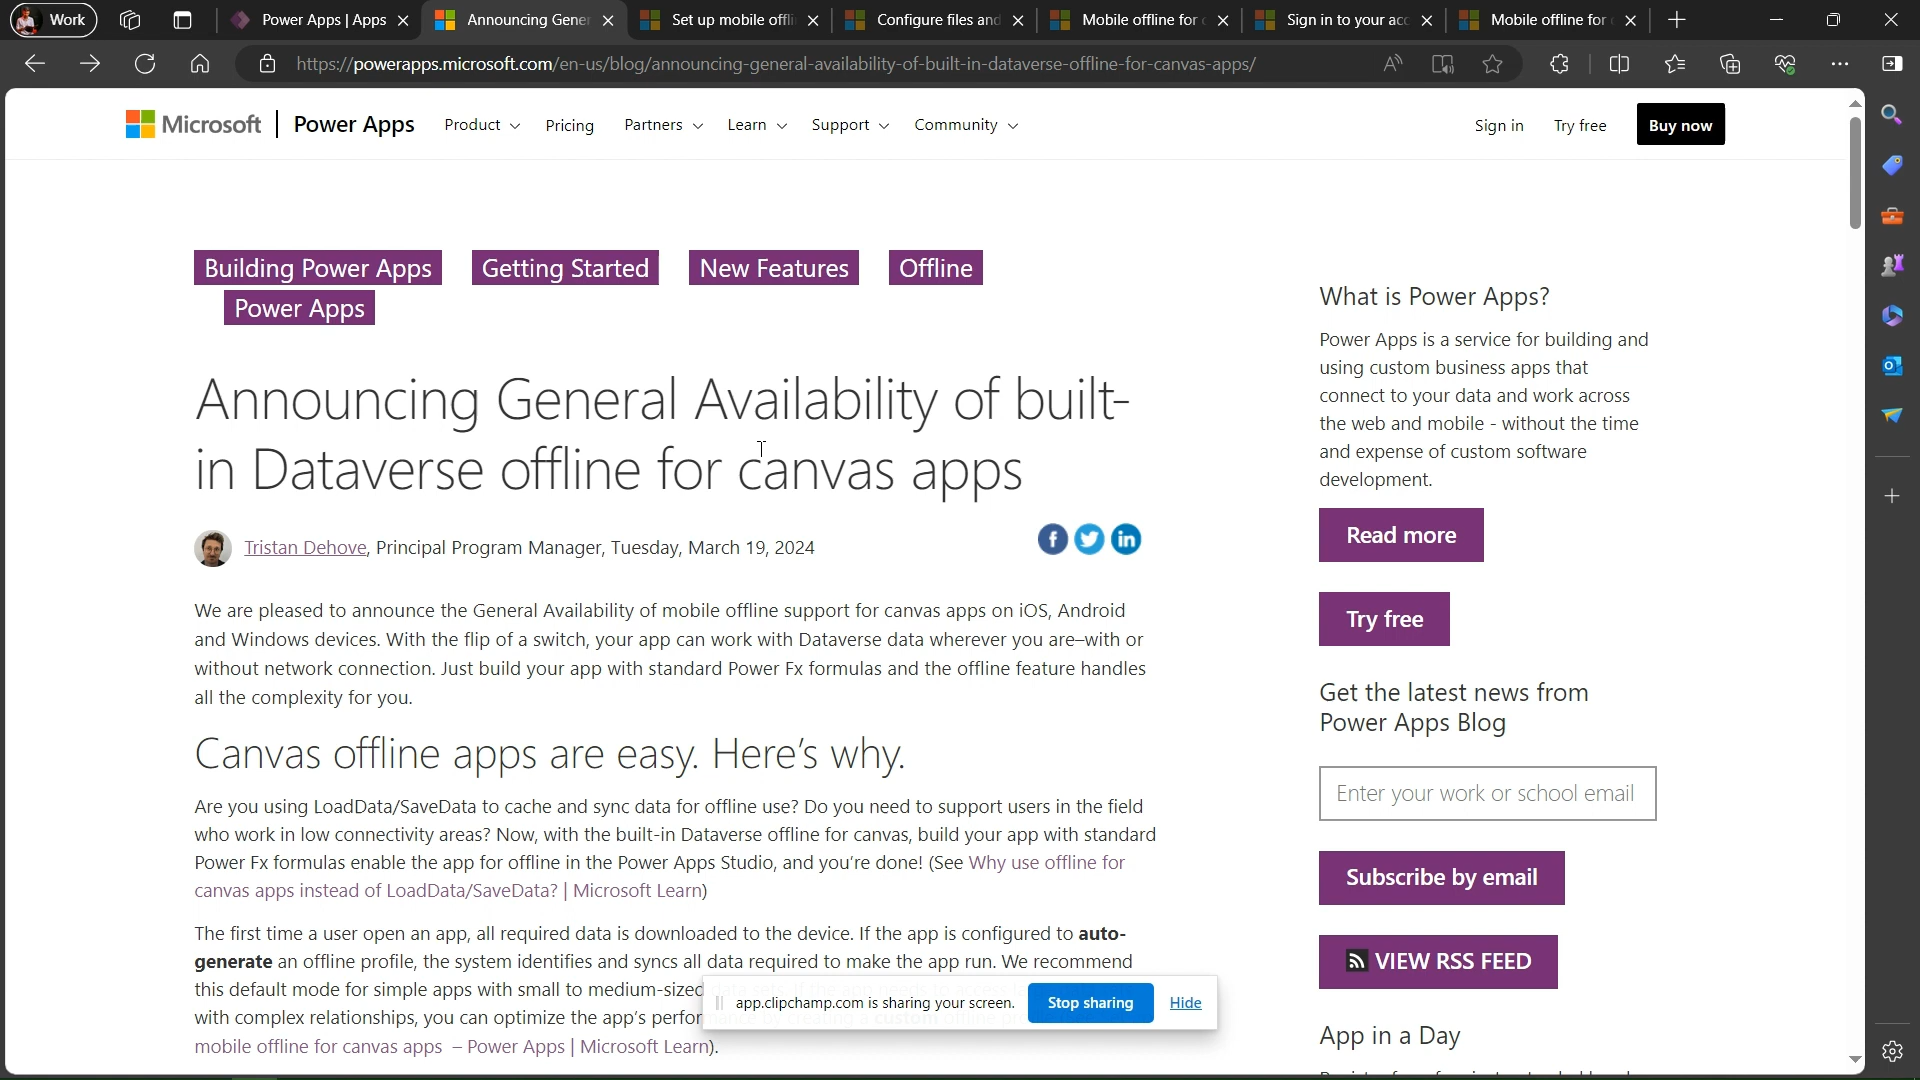 Work
Power Apps | Apps
Announcing Gener
Set up mobile offli
Configure files and
Mobile offline for
Sign in to your acc
Mobile offline for
https://powerapps.microsoft.com/en-us/blog/announcing-general-availability-of-built-in-dataverse-offline-for-canvas-apps/
Microsoft
Power Apps
Product
Pricing
Partners
Learn
Support
Community
Sign in
Try free
Buy now
Building Power Apps
Getting Started
New Features
Offline
Power Apps
Announcing General Availability of built-
in Dataverse offline for canvas apps
Tristan Dehove, Principal Program Manager, Tuesday, March 19, 2024
We are pleased to announce the General Availability of mobile offline support for canvas apps on iOS, Android
and Windows devices. With the flip of a switch, your app can work with Dataverse data wherever you are–with or
without network connection. Just build your app with standard Power Fx formulas and the offline feature handles
all the complexity for you.
Canvas offline apps are easy. Here’s why.
Are you using LoadData/SaveData to cache and sync data for offline use? Do you need to support users in the field
who work in low connectivity areas? Now, with the built-in Dataverse offline for canvas, build your app with standard
Power Fx formulas enable the app for offline in the Power Apps Studio, and you’re done! (See Why use offline for
canvas apps instead of LoadData/SaveData? | Microsoft Learn)
The first time a user open an app, all required data is downloaded to the device. If the app is configured to auto-
generate an offline profile, the system identifies and syncs all data required to make the app run. We recommend
this default mode for simple apps with small to medium-sized
with complex relationships, you can optimize the app’s perfor
mobile offline for canvas apps – Power Apps | Microsoft Learn).
app.clipchamp.com is sharing your screen.
Stop sharing
Hide
What is Power Apps?
Power Apps is a service for building and
using custom business apps that
connect to your data and work across
the web and mobile - without the time
and expense of custom software
development.
Read more
Try free
Get the latest news from
Power Apps Blog
Enter your work or school email
Subscribe by email
VIEW RSS FEED
App in a Day